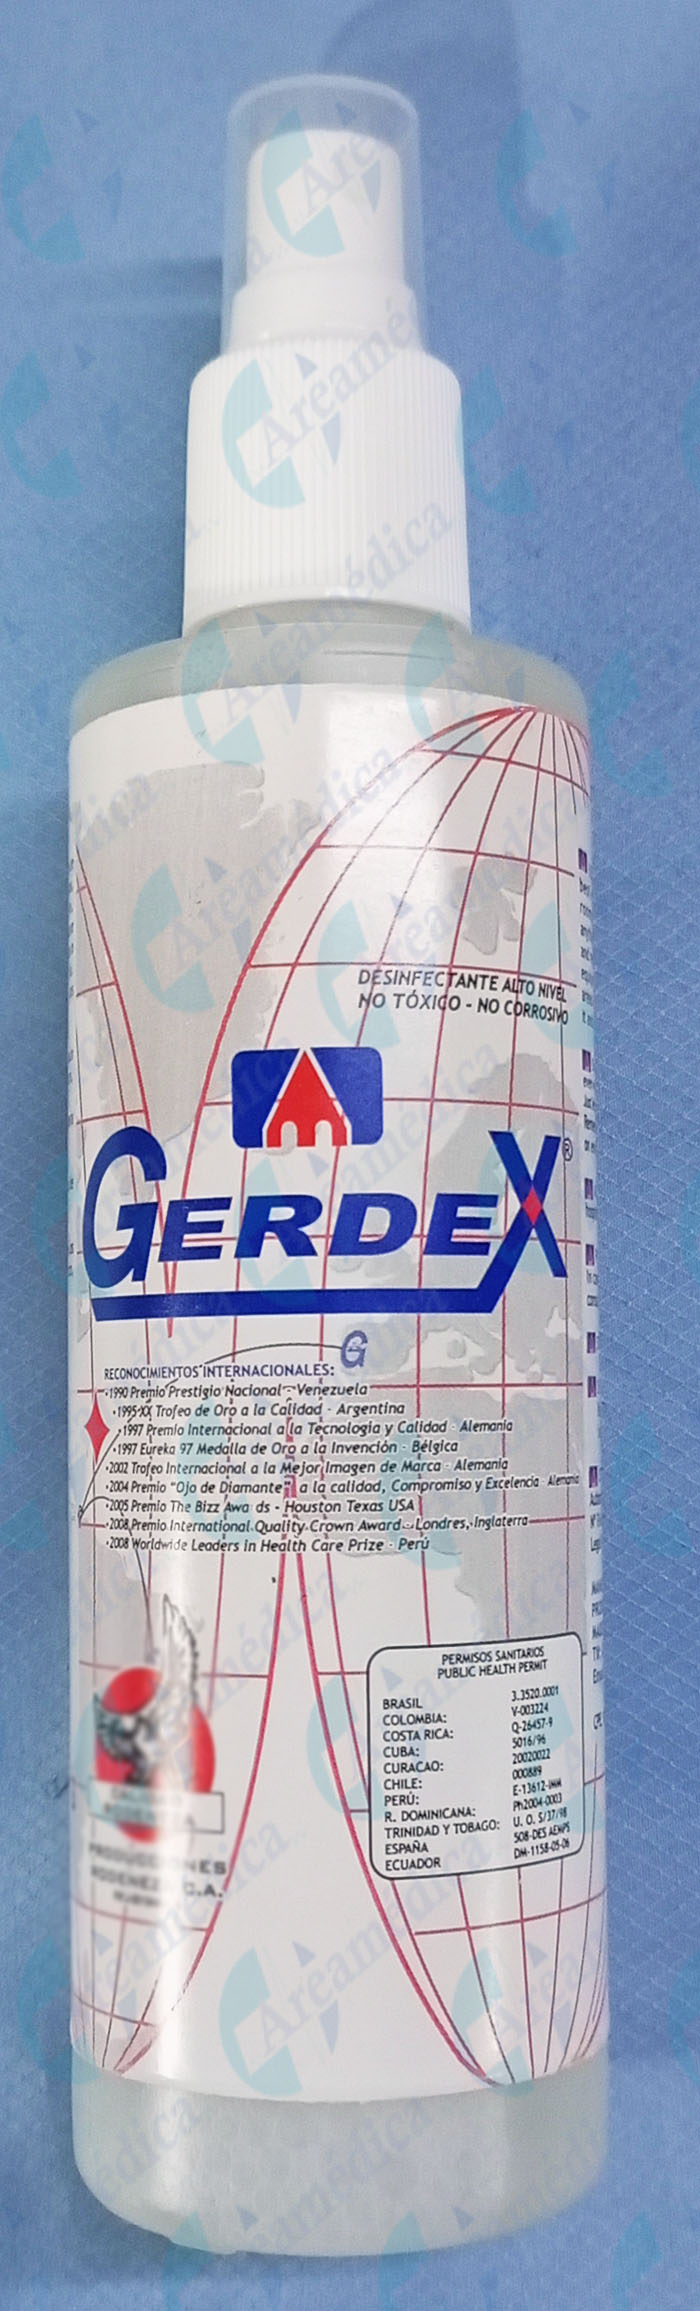 DESINFECTANTE ALTO NIVEL
NO TÓXICO - NO CORROSIVO
GERDEX®
G
RECONOCIMIENTOS INTERNACIONALES:
·1990 Premio Prestigio Nacional - Venezuela
·1995 XX Trofeo de Oro a la Calidad - Argentina
·1997 Premio Internacional a la Tecnologia y Calidad - Alemania
·1997 Eureka 97 Medalla de Oro a la Invención - Bélgica
·2002 Trofeo Internacional a la Mejor Imagen de Marca - Alemania
·2004 Premio "Ojo de Diamante" a la calidad, Compromiso y Excelencia - Alemania
·2005 Premio The Bizz Awa ds - Houston Texas USA
·2008 Premio International Quality Crown Award - Londres, Inglaterra
·2008 Worldwide Leaders in Health Care Prize - Perú
PERMISOS SANITARIOS
PUBLIC HEALTH PERMIT
BRASIL 3.3520.0001
COLOMBIA: V-003224
COSTA RICA: Q-26457-9
CUBA: 5016/96
CURACAO: 20020022
CHILE: 000889
PERÚ: E-13612-IHM
R. DOMINICANA: Ph2004-0003
TRINIDAD Y TOBAGO: U. O. S/37/98
ESPAÑA 508-DES AEMPS
ECUADOR DM-1158-05-06
PRODUCCIONES
C.A.
Areamédica